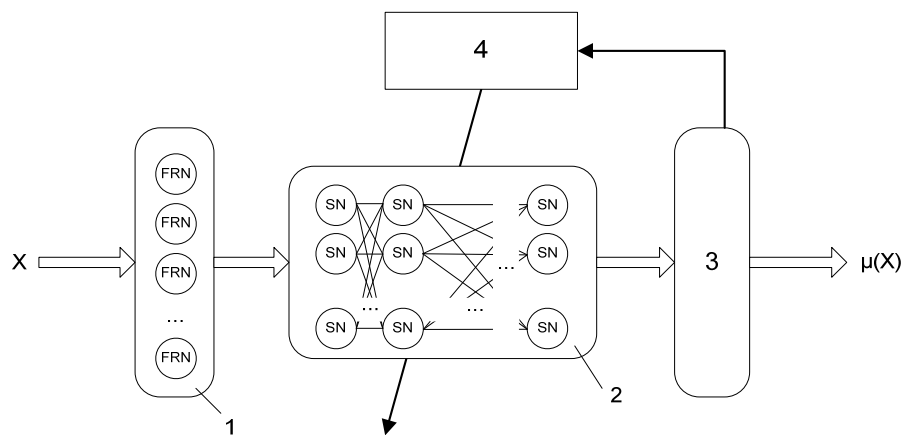 4
FRN
FRN
FRN
...
FRN
SN SN SN
SN SN SN
...
... ...
SN SN SN
X
3
μ(X)
1
2